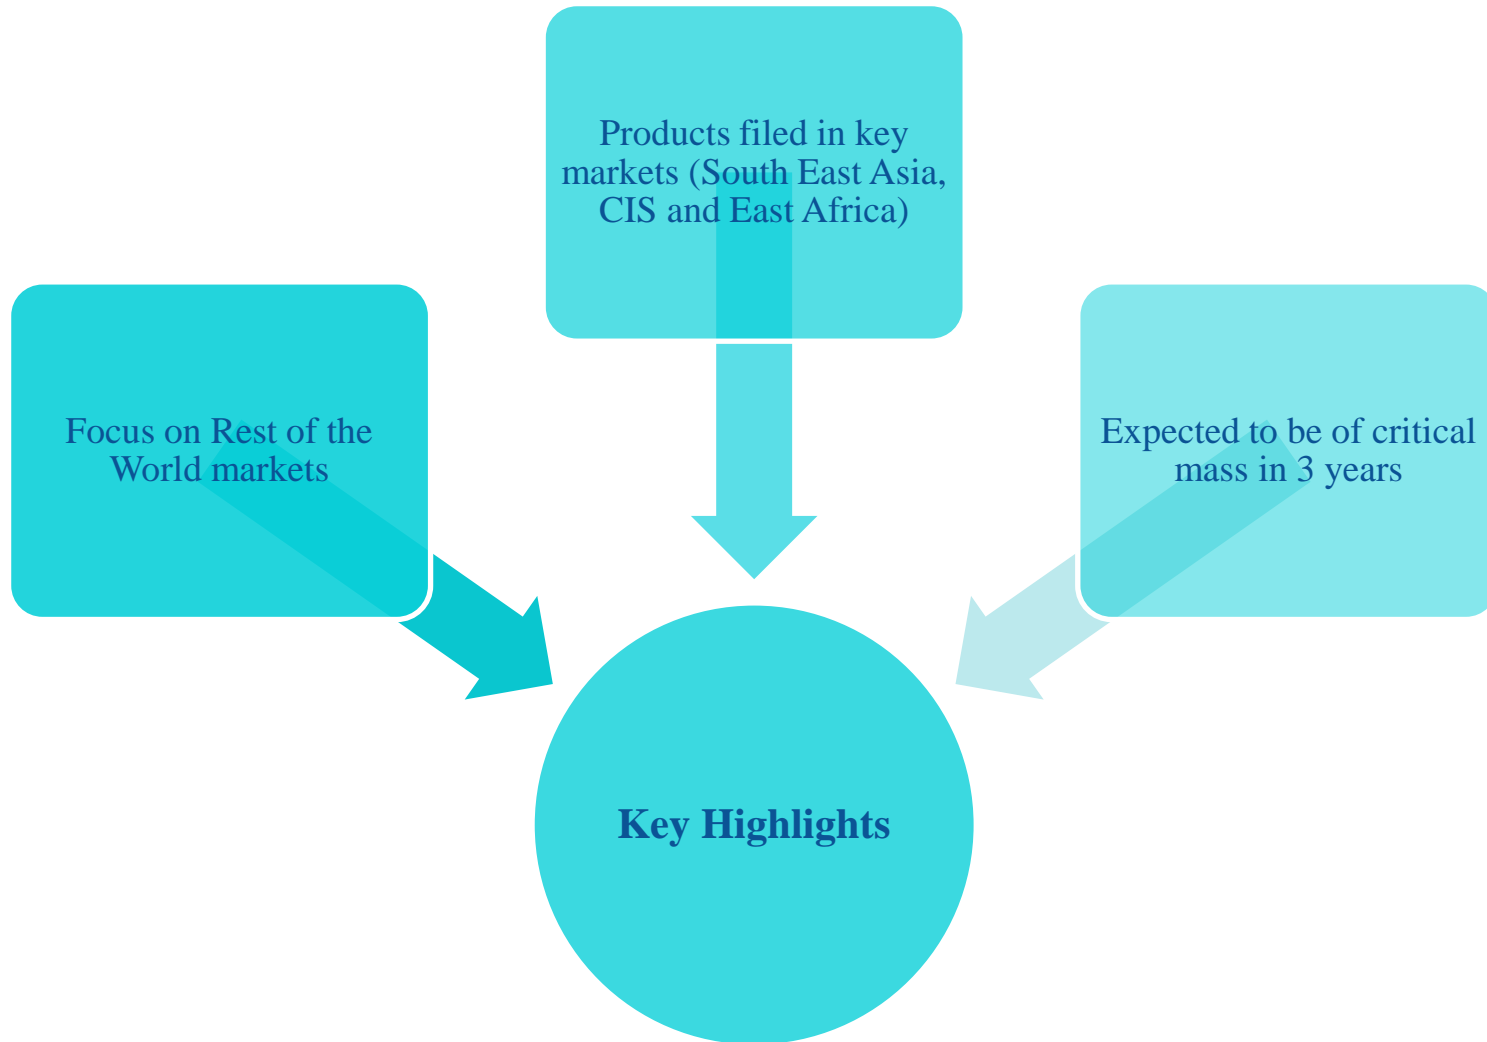 Products filed in key
markets (South East Asia,
CIS and East Africa)
Focus on Rest of the
World markets
Expected to be of critical
mass in 3 years
Key Highlights